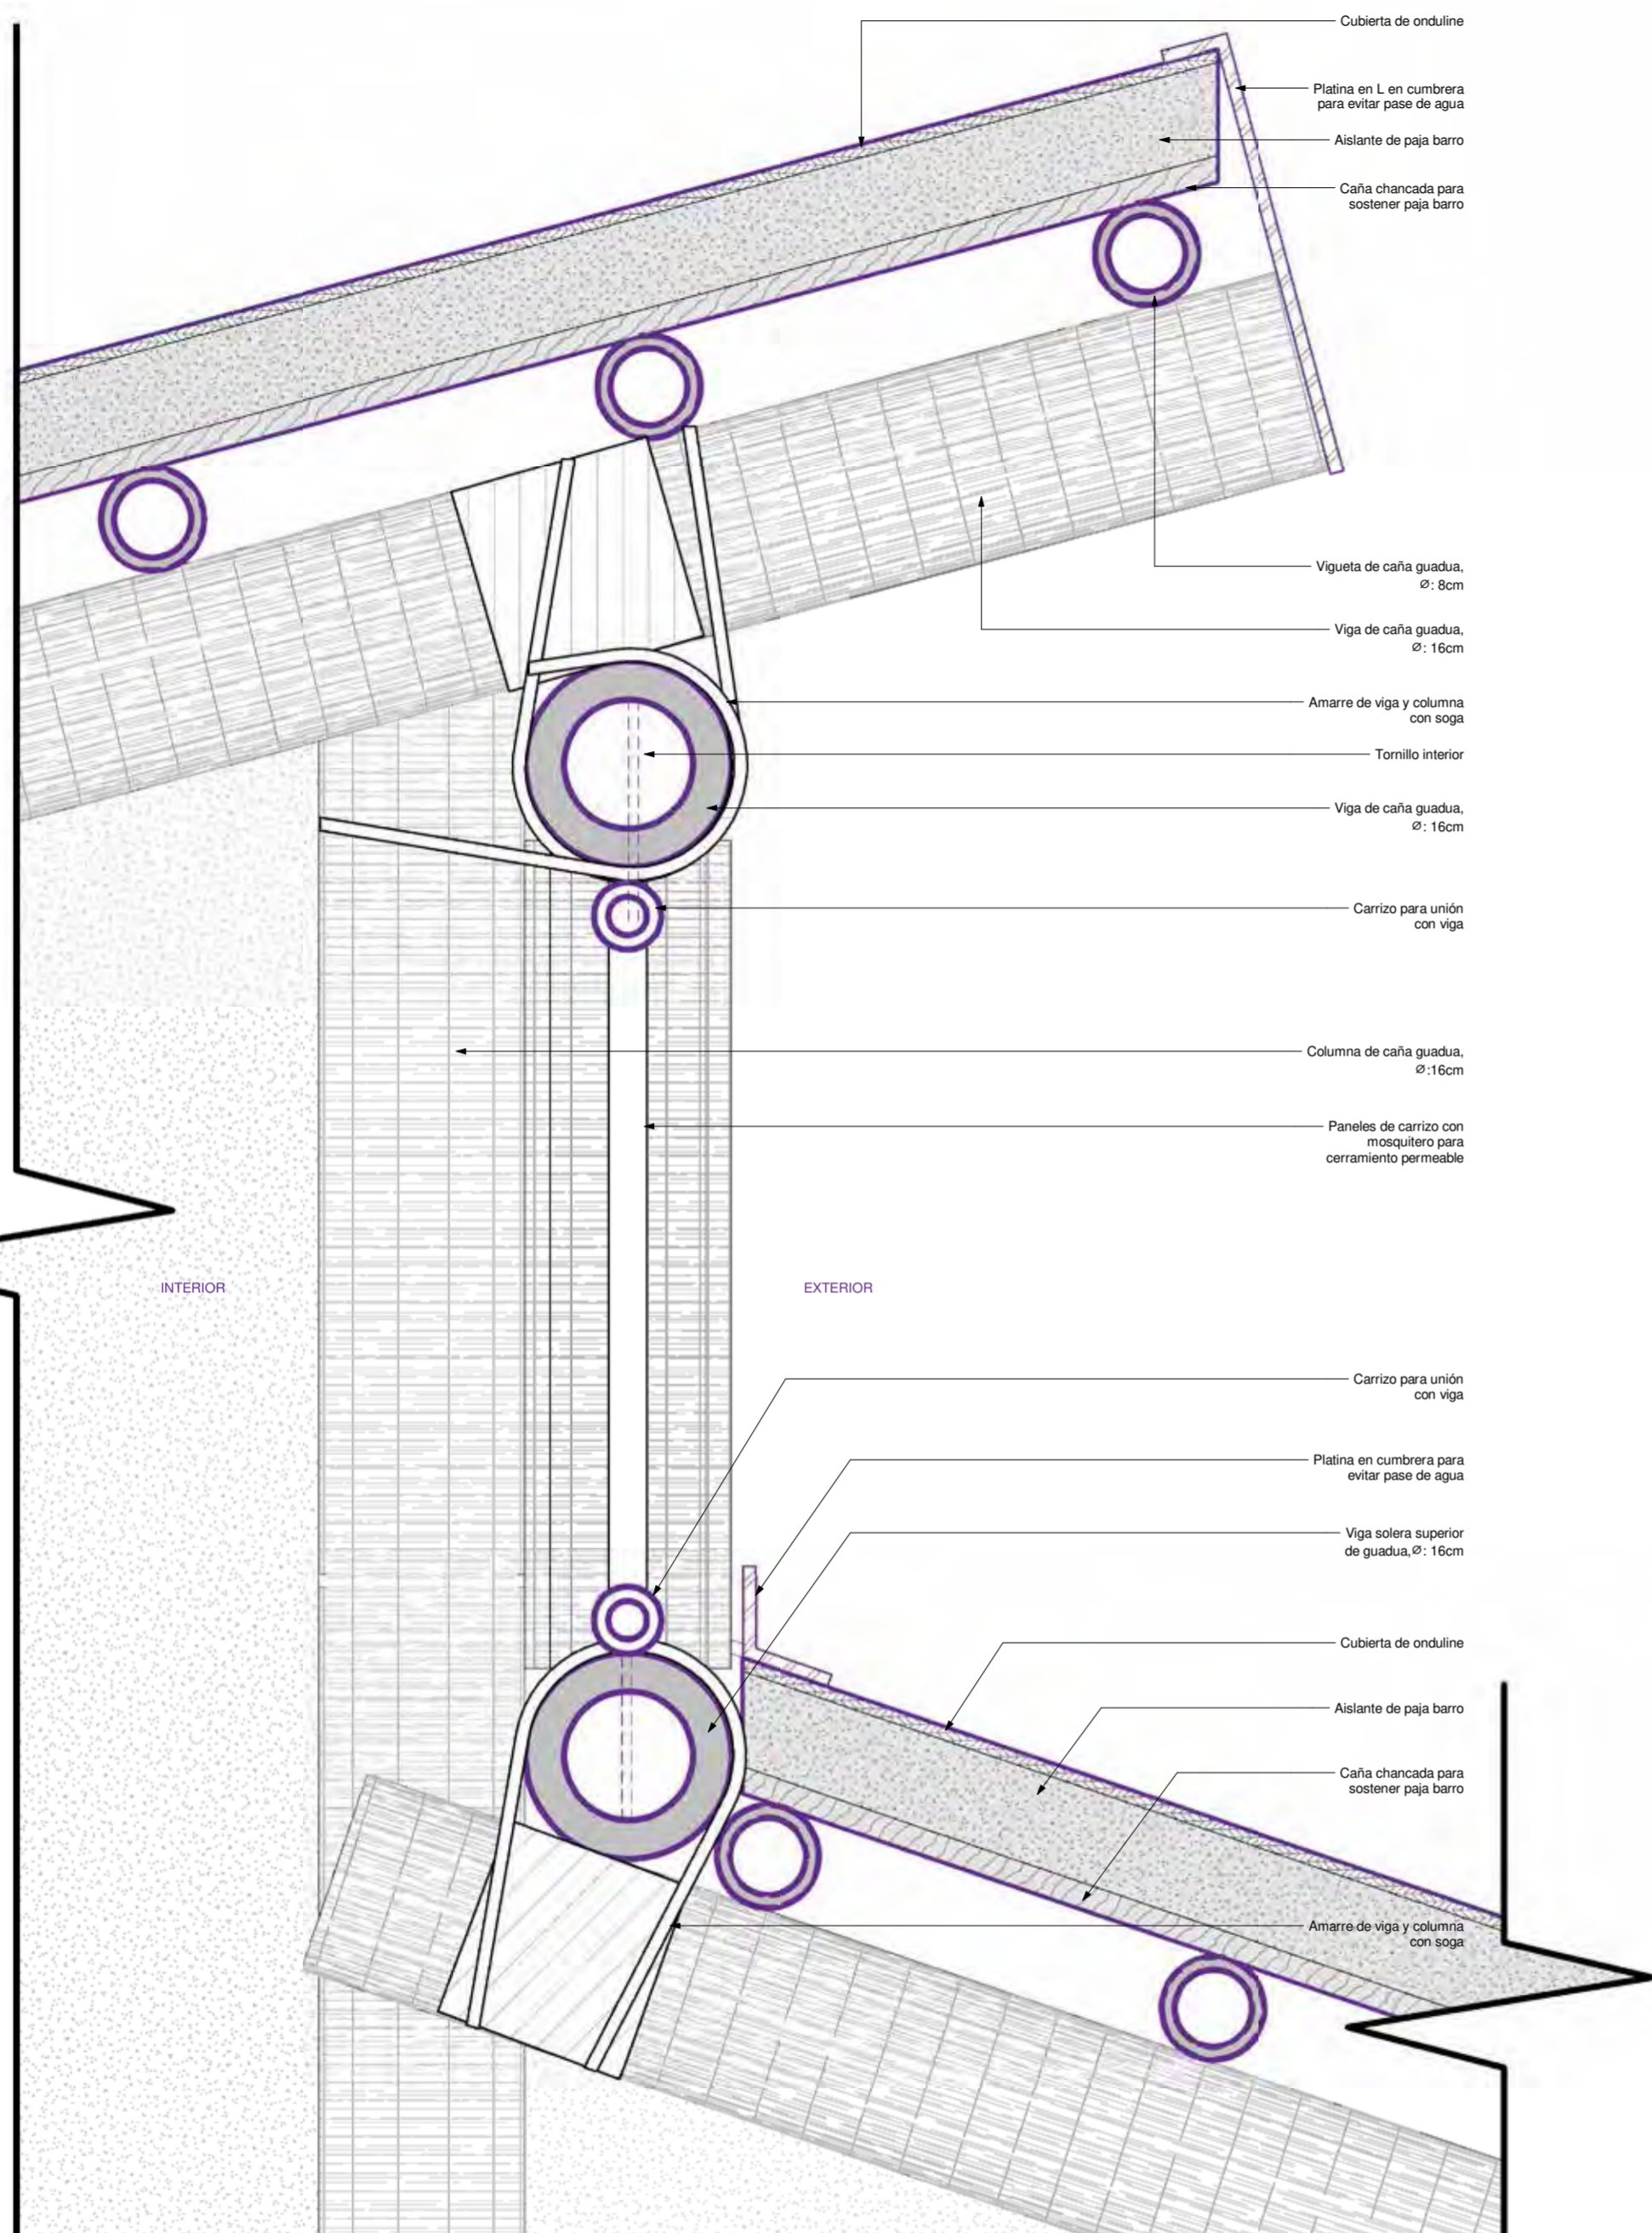 Cubierta de onduline
Platina en L en cumbrera
para evitar pase de agua
Aislante de paja barro
Caña chancada para
sostener paja barro
Vigueta de caña guadua,
Ø: 8cm
Viga de caña guadua,
Ø: 16cm
Amarre de viga y columna
con soga
Tornillo interior
Viga de caña guadua,
Ø: 16cm
Carrizo para unión
con viga
Columna de caña guadua,
Ø:16cm
Paneles de carrizo con
mosquitero para
cerramiento permeable
INTERIOR
EXTERIOR
Carrizo para unión
con viga
Platina en cumbrera para
evitar pase de agua
Viga solera superior
de guadua,Ø: 16cm
Cubierta de onduline
Aislante de paja barro
Caña chancada para
sostener paja barro
Amarre de viga y columna
con soga